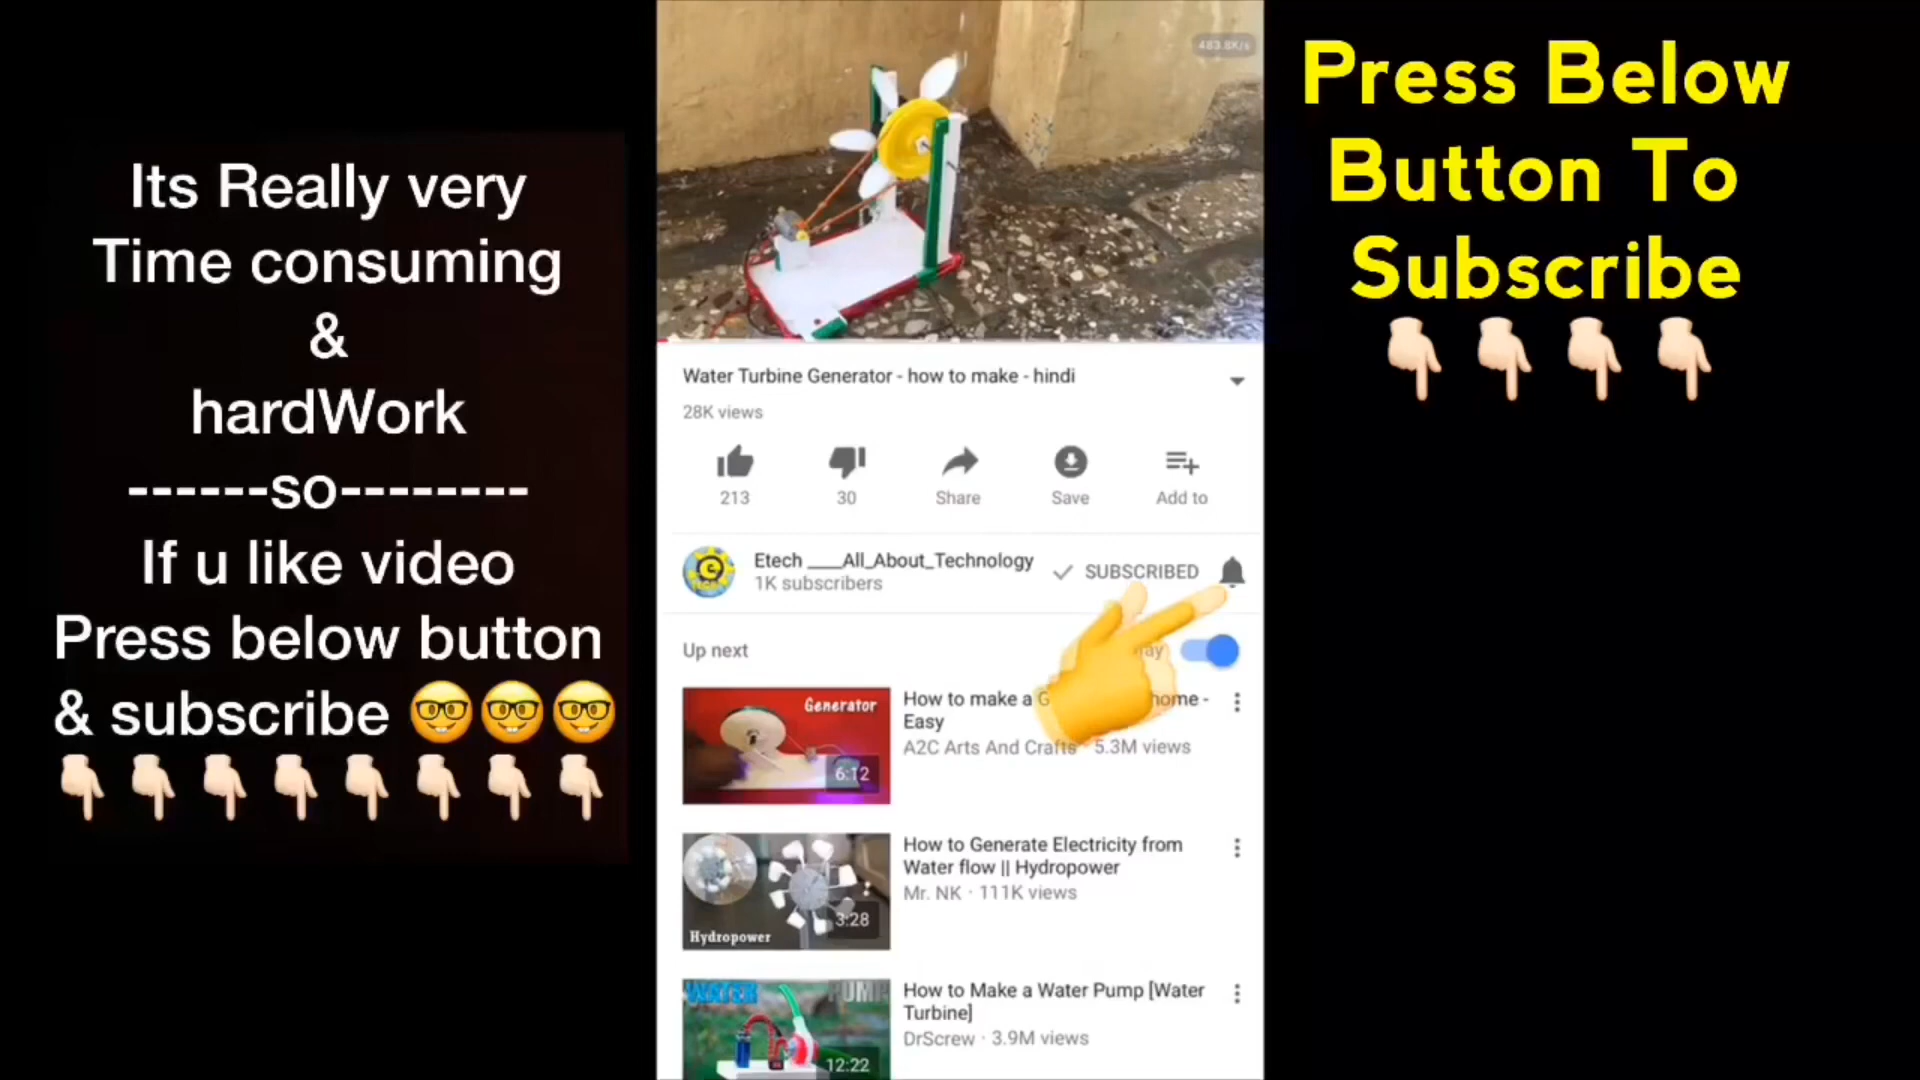 Its Really very
Time consuming
&
hardWork
------so--------
If u like video
Press below button
& subscribe
483.8K/s
Water Turbine Generator - how to make - hindi
28K views
213
30
Share
Save
Add to
Etech ___All_About_Technology
1K subscribers
SUBSCRIBED
Up next
Generator
6:12
How to make a G home -
Easy
A2C Arts And Crafts · 5.3M views
Hydropower
3:28
How to Generate Electricity from
Water flow || Hydropower
Mr. NK · 111K views
WATER PUMP
12:22
How to Make a Water Pump [Water
Turbine]
DrScrew · 3.9M views
Press Below
Button To
Subscribe